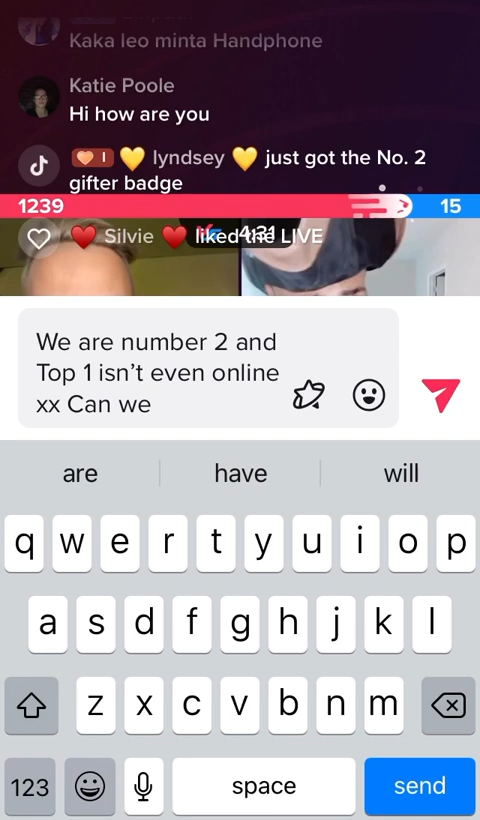 Kaka leo minta Handphone
Katie Poole
Hi how are you
I 💛 lyndsey 💛 just got the No. 2
gifter badge
1239
15
4:31
❤️ Silvie ❤️ liked the LIVE
We are number 2 and
Top 1 isn’t even online
xx Can we
are have will
q w e r t y u i o p
a s d f g h j k l
z x c v b n m
123 space send